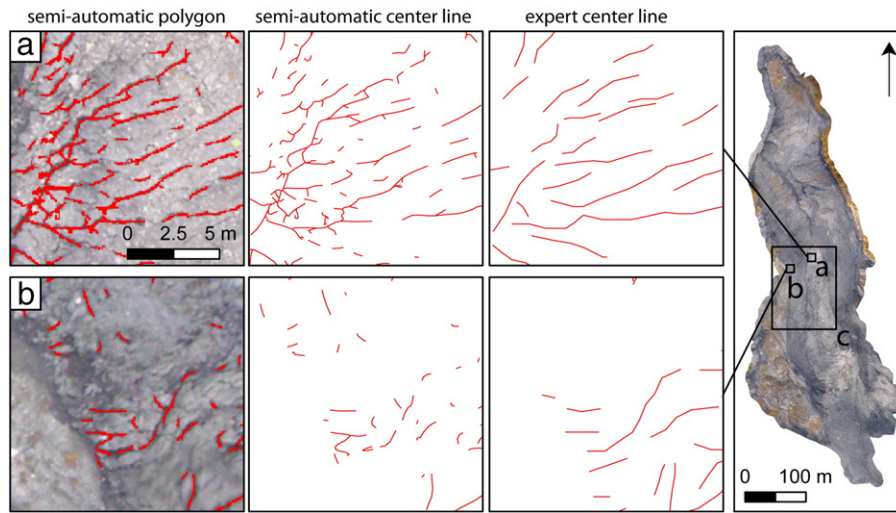 semi-automatic polygon semi-automatic center line expert center line
a
0 2.5 5 m
b
a
b
c
0 100 m